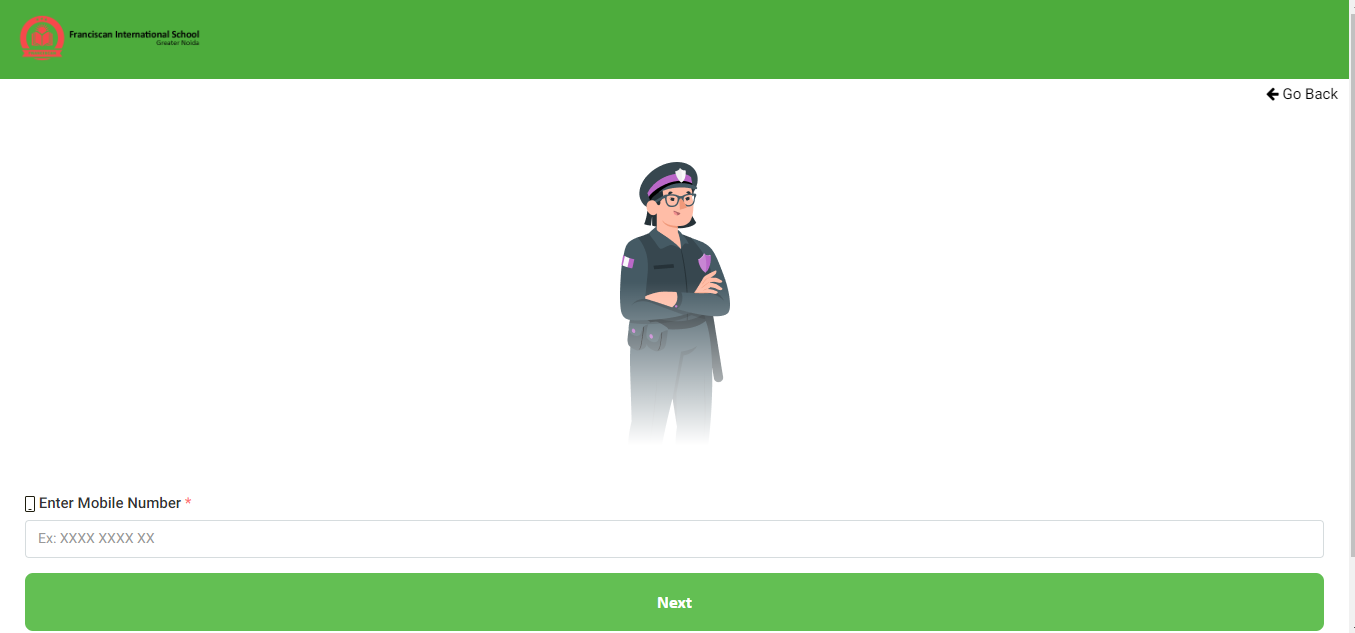 Franciscan International School
Greater Noida
Go Back
Enter Mobile Number *
Ex: XXXX XXXX XX
Next